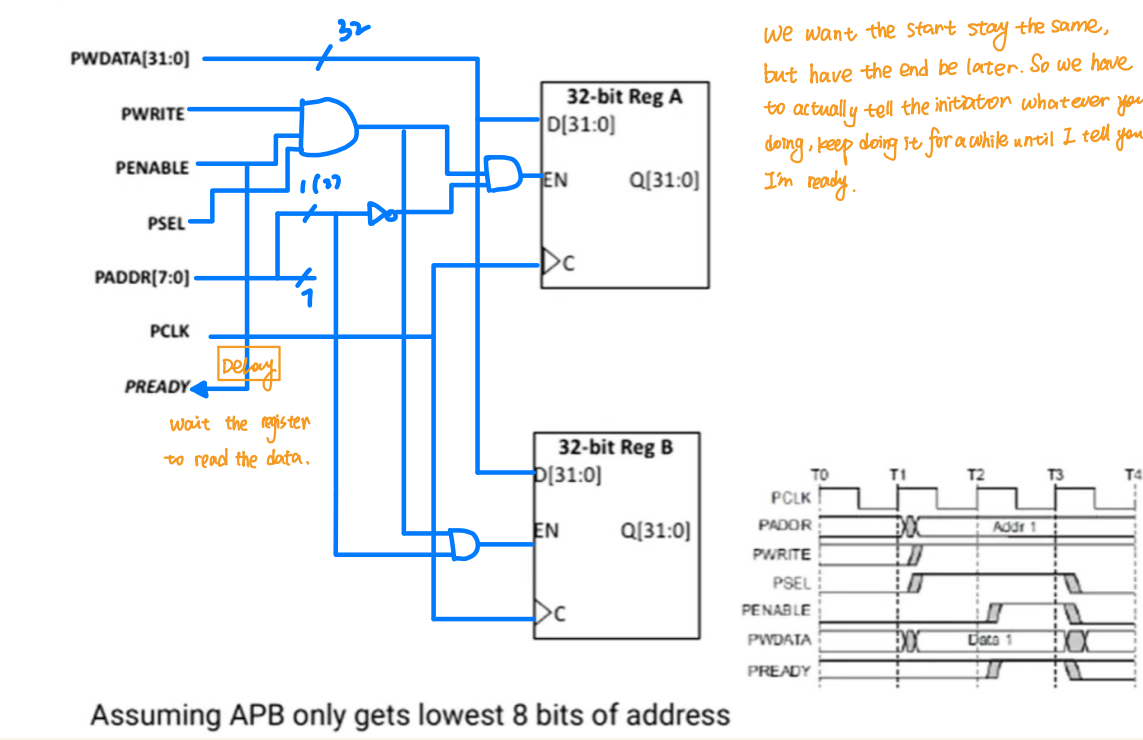 32
PWDATA[31:0]
PWRITE
PENABLE
PSEL
PADDR[7:0]
PCLK
PREADY
Delay
wait the register
to read the data.
7
32-bit Reg A
D[31:0]
EN
Q[31:0]
C
32-bit Reg B
D[31:0]
EN
Q[31:0]
C
We want the start stay the same,
but have the end be later. So we have
to actually tell the initiator whatever you
doing, keep doing it for a while until I tell you
I'm ready.
T0 T1 T2 T3 T4
PCLK
PADDR Addr 1
PWRITE
PSEL
PENABLE
PWDATA Data 1
PREADY
Assuming APB only gets lowest 8 bits of address